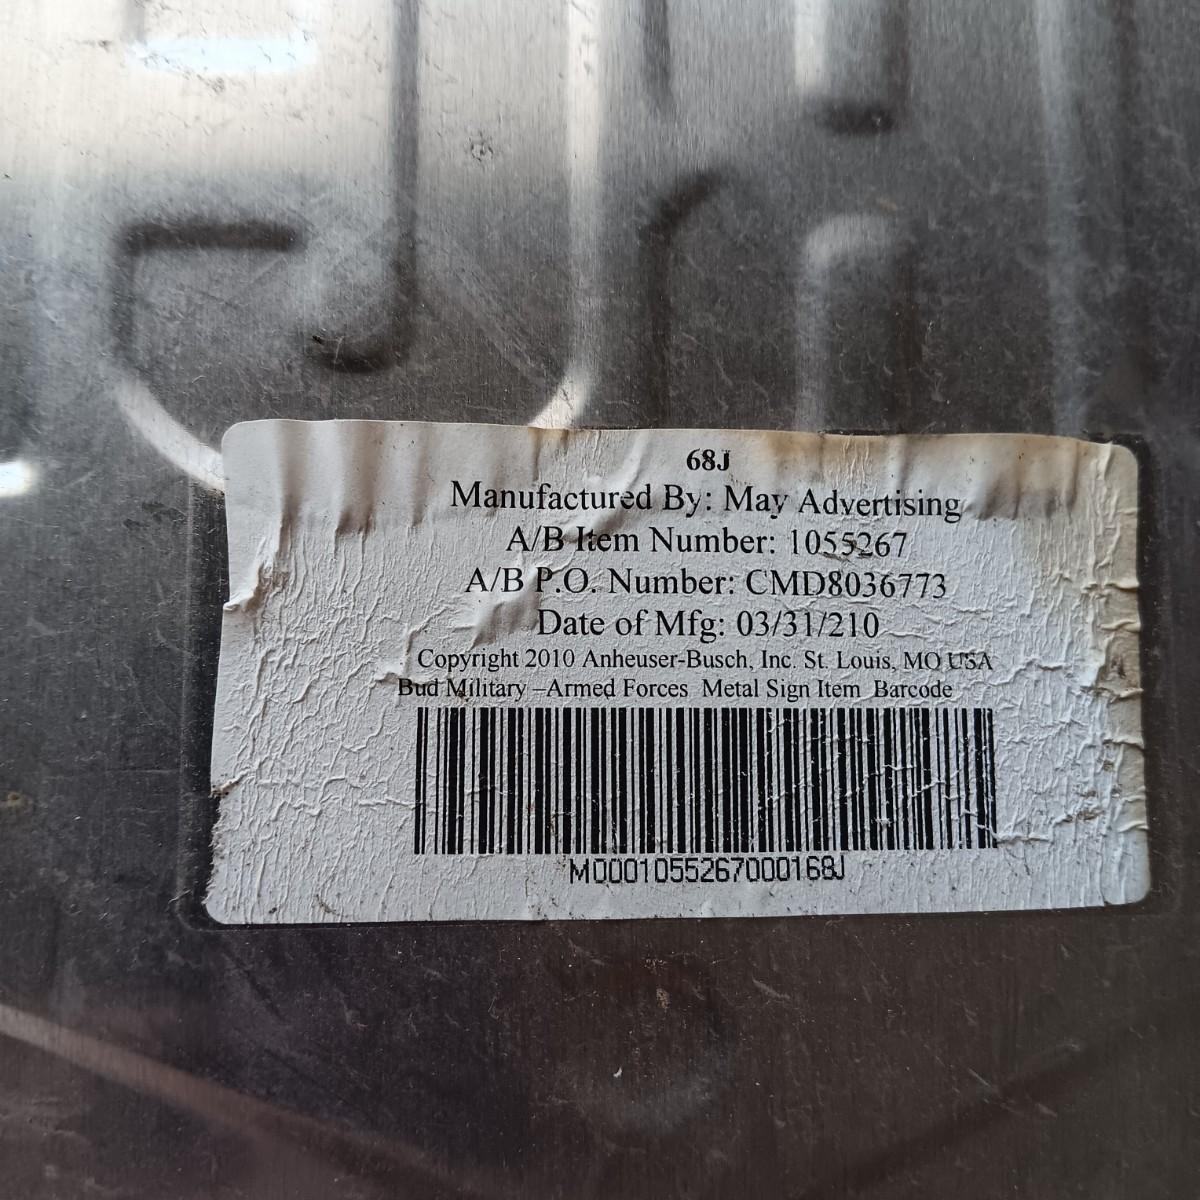 68J
Manufactured By: May Advertising
A/B Item Number: 1055267
A/B P.O. Number: CMD8036773
Date of Mfg: 03/31/210
Copyright 2010 Anheuser-Busch, Inc. St. Louis, MO USA
Bud Military –Armed Forces Metal Sign Item Barcode
M0001055267000168J